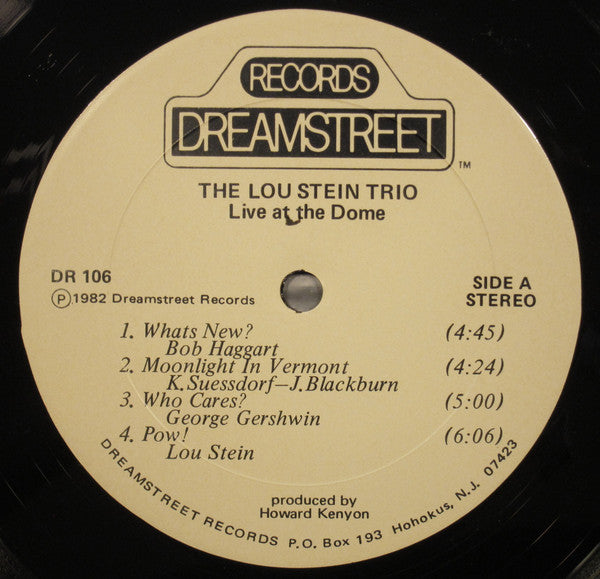 RECORDS
DREAMSTREET
TM
THE LOU STEIN TRIO
Live at the Dome
DR 106
Ⓟ1982 Dreamstreet Records
SIDE A
STEREO
1. Whats New? (4:45)
Bob Haggart
2. Moonlight In Vermont (4:24)
K. Suessdorf—J. Blackburn
3. Who Cares? (5:00)
George Gershwin
4. Pow! (6:06)
Lou Stein
produced by
Howard Kenyon
DREAMSTREET RECORDS P.O. Box 193 Hohokus, N.J. 07423